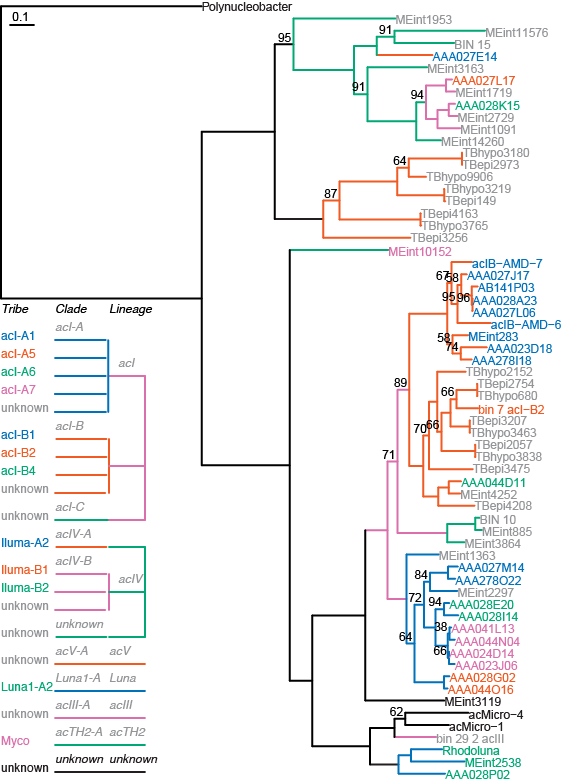 Polynucleobacter
0.1
MEint1953
95
91
MEint11576
BIN 15
AAA027E14
MEint3163
91
AAA027L17
94
MEint1719
AAA028K15
MEint2729
MEint1091
MEint14260
TBhypo3180
64
TBepi2973
TBhypo9906
87
TBhypo3219
TBepi149
TBepi4163
TBhypo3765
TBepi3256
MEint10152
acIB−AMD−7
67
58
AAA027J17
AB141P03
95
96
AAA028A23
AAA027L06
acIB−AMD−6
58
MEint283
74
AAA023D18
AAA278I18
TBhypo2152
89
66
TBepi2754
TBhypo680
bin 7 acI−B2
70
66
TBepi3207
TBhypo3463
TBepi2057
71
TBhypo3838
TBepi3475
AAA044D11
MEint4252
TBepi4208
BIN 10
MEint885
MEint3864
MEint1363
84
AAA027M14
AAA278O22
MEint2297
72
94
AAA028E20
AAA028I14
38
AAA041L13
64
AAA044N04
66
AAA024D14
AAA023J06
AAA028G02
AAA044O16
MEint3119
62
acMicro−4
acMicro−1
bin 29 2 acIII
Rhodoluna
MEint2538
AAA028P02
Tribe Clade Lineage
acI-A
acI-A1
acI-A5
acI
acI-A6
acI-A7
unknown
acI-B
acI-B1
acI-B2
acI-B4
unknown
acI-C
unknown
acIV-A
Iluma-A2
acIV-B
Iluma-B1
acIV
Iluma-B2
unknown
unknown
unknown
acV-A acV
unknown
Luna1-A Luna
Luna1-A2
acIII-A acIII
unknown
acTH2-A acTH2
Myco
unknown unknown
unknown